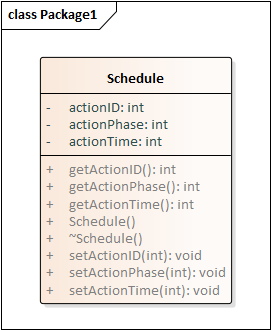 class Package1
Schedule
- actionID: int
- actionPhase: int
- actionTime: int
+ getActionID(): int
+ getActionPhase(): int
+ getActionTime(): int
+ Schedule()
+ ~Schedule()
+ setActionID(int): void
+ setActionPhase(int): void
+ setActionTime(int): void